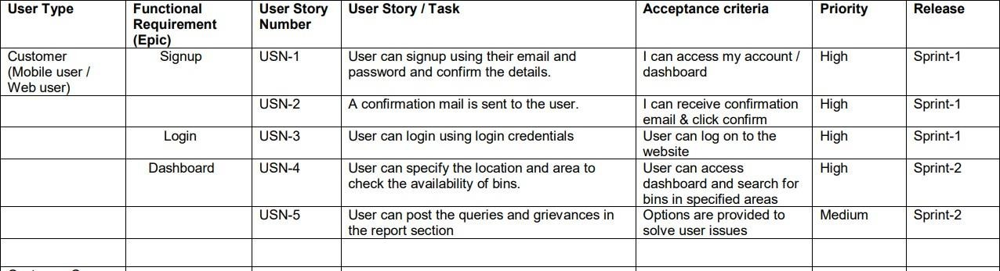 User Type
Functional
Requirement
(Epic)
User Story
Number
User Story / Task
Acceptance criteria
Priority
Release
Customer
(Mobile user /
Web user)
Signup
USN-1
User can signup using their email and
password and confirm the details.
I can access my account /
dashboard
High
Sprint-1
USN-2
A confirmation mail is sent to the user.
I can receive confirmation
email & click confirm
High
Sprint-1
Login
USN-3
User can login using login credentials
User can log on to the
website
High
Sprint-1
Dashboard
USN-4
User can specify the location and area to
check the availability of bins.
User can access
dashboard and search for
bins in specified areas
High
Sprint-2
USN-5
User can post the queries and grievances in
the report section
Options are provided to
solve user issues
Medium
Sprint-2